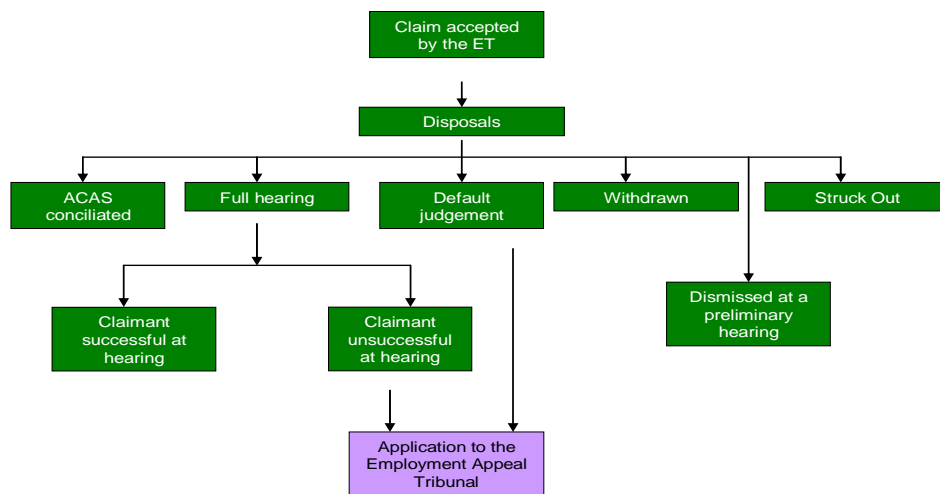 Claim accepted
by the ET
Disposals
ACAS
conciliated
Full hearing
Default
judgement
Withdrawn
Struck Out
Dismissed at a
preliminary
hearing
Claimant
successful at
hearing
Claimant
unsuccessful
at hearing
Application to the
Employment Appeal
Tribunal